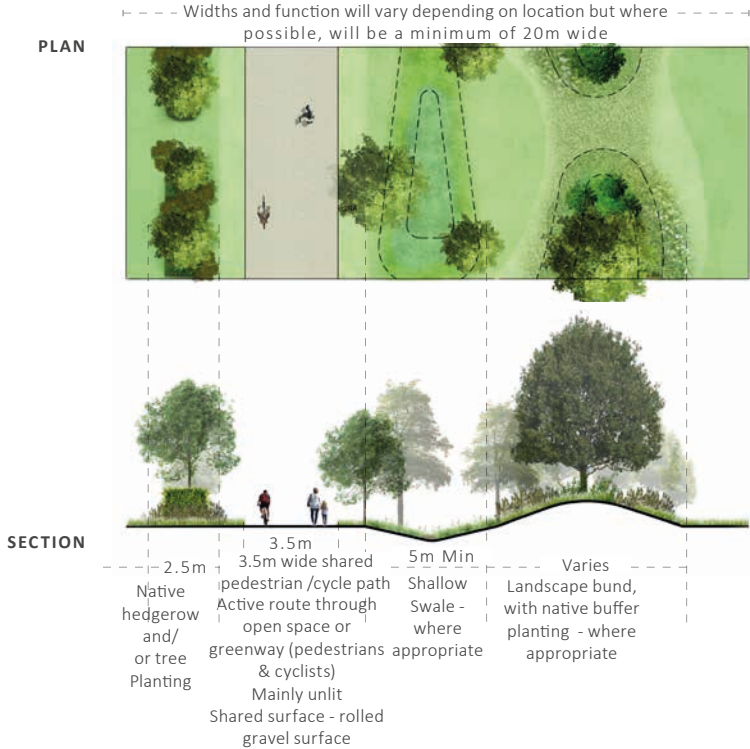 Widths and function will vary depending on location but where
possible, will be a minimum of 20m wide
PLAN
SECTION
2.5m
Native
hedgerow
and/
or tree
Planting
3.5m
3.5m wide shared
pedestrian /cycle path
Active route through
open space or
greenway (pedestrians
& cyclists)
Mainly unlit
Shared surface - rolled
gravel surface
5m Min
Shallow
Swale -
where
appropriate
Varies
Landscape bund,
with native buffer
planting - where
appropriate